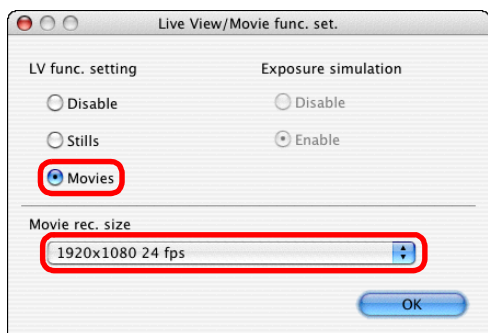 Live View/Movie func. set.
LV func. setting
Exposure simulation
Disable
Disable
Stills
Enable
Movies
Movie rec. size
1920x1080 24 fps
OK